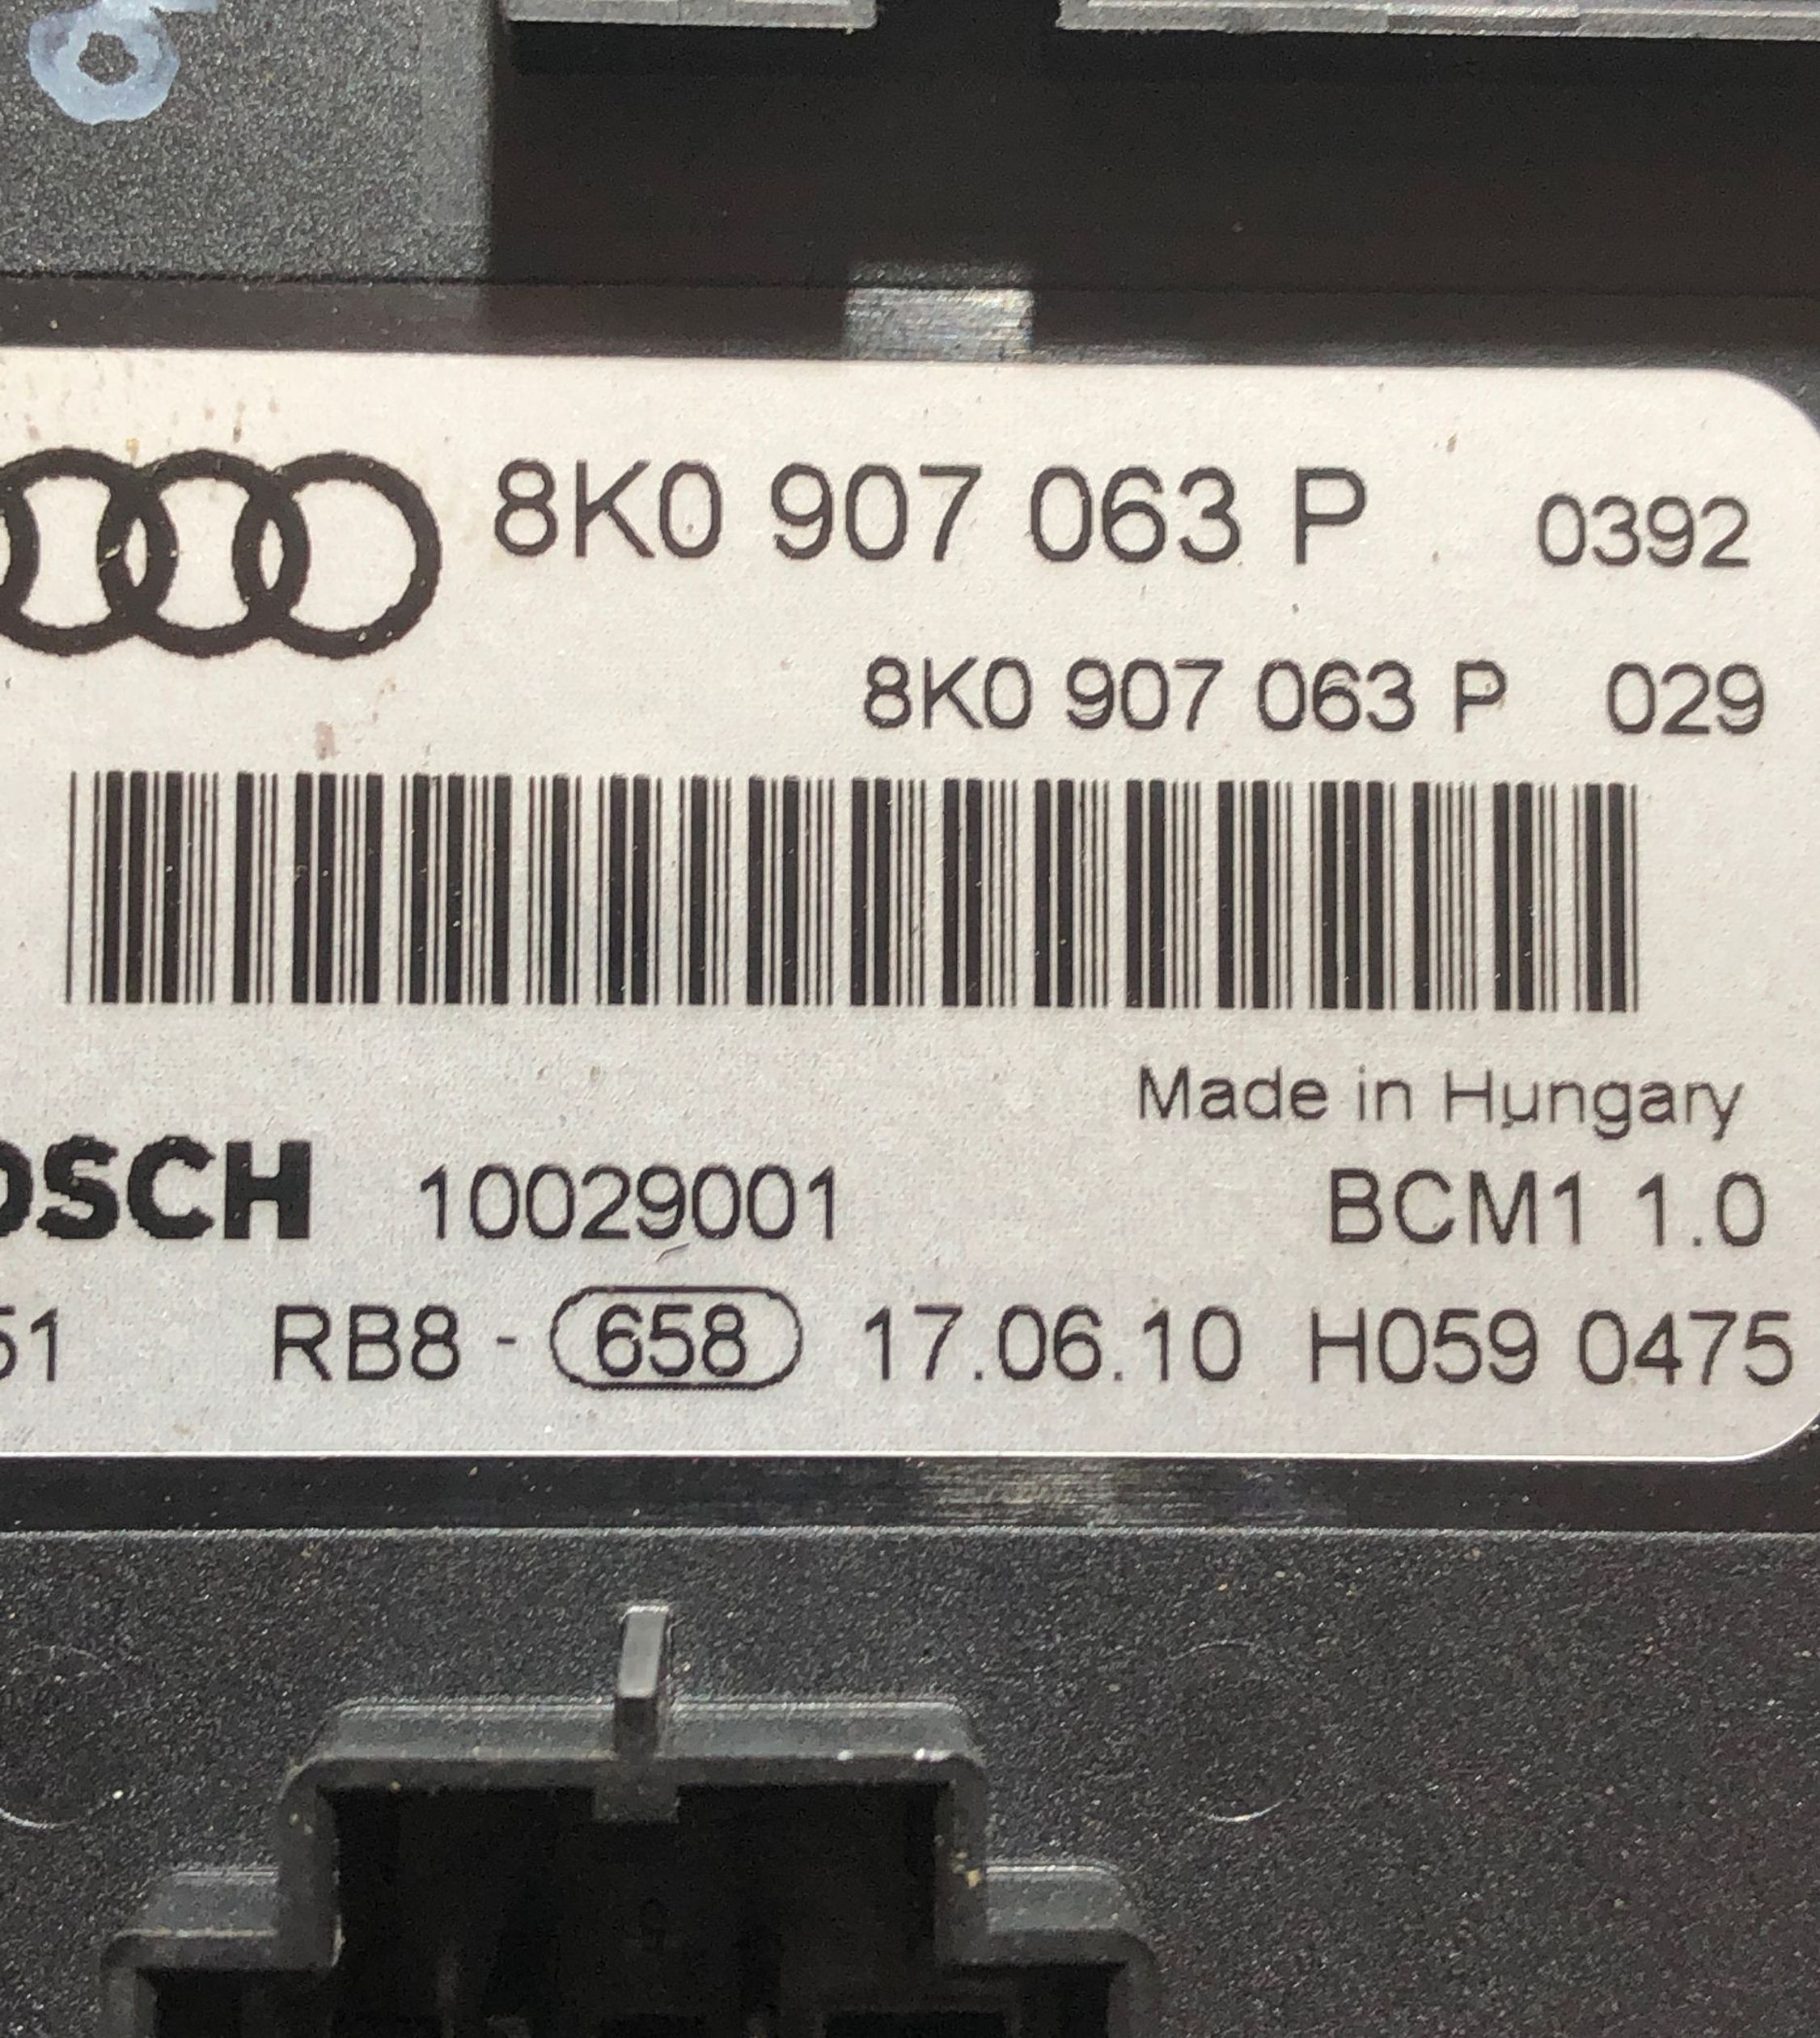 8K0 907 063 P 0392
8K0 907 063 P 029
Made in Hungary
OSCH 10029001 BCM1 1.0
51 RB8 - 658 17.06.10 H059 0475